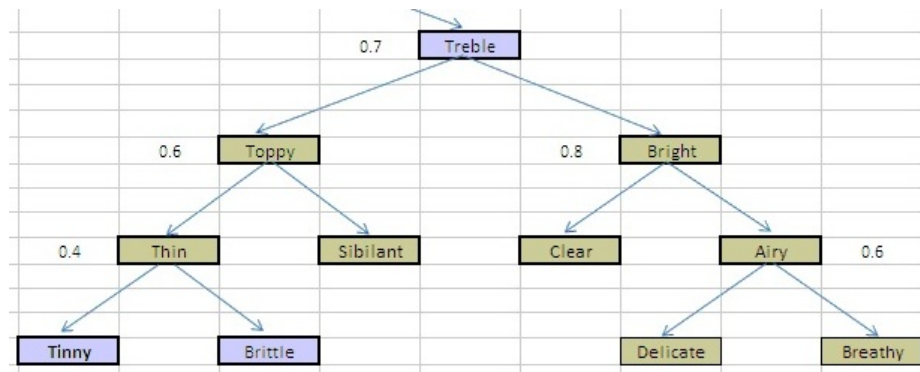 0.7 Treble
0.6 Toppy 0.8 Bright
0.4 Thin Sibilant Clear Airy 0.6
Tinny Brittle Delicate Breathy